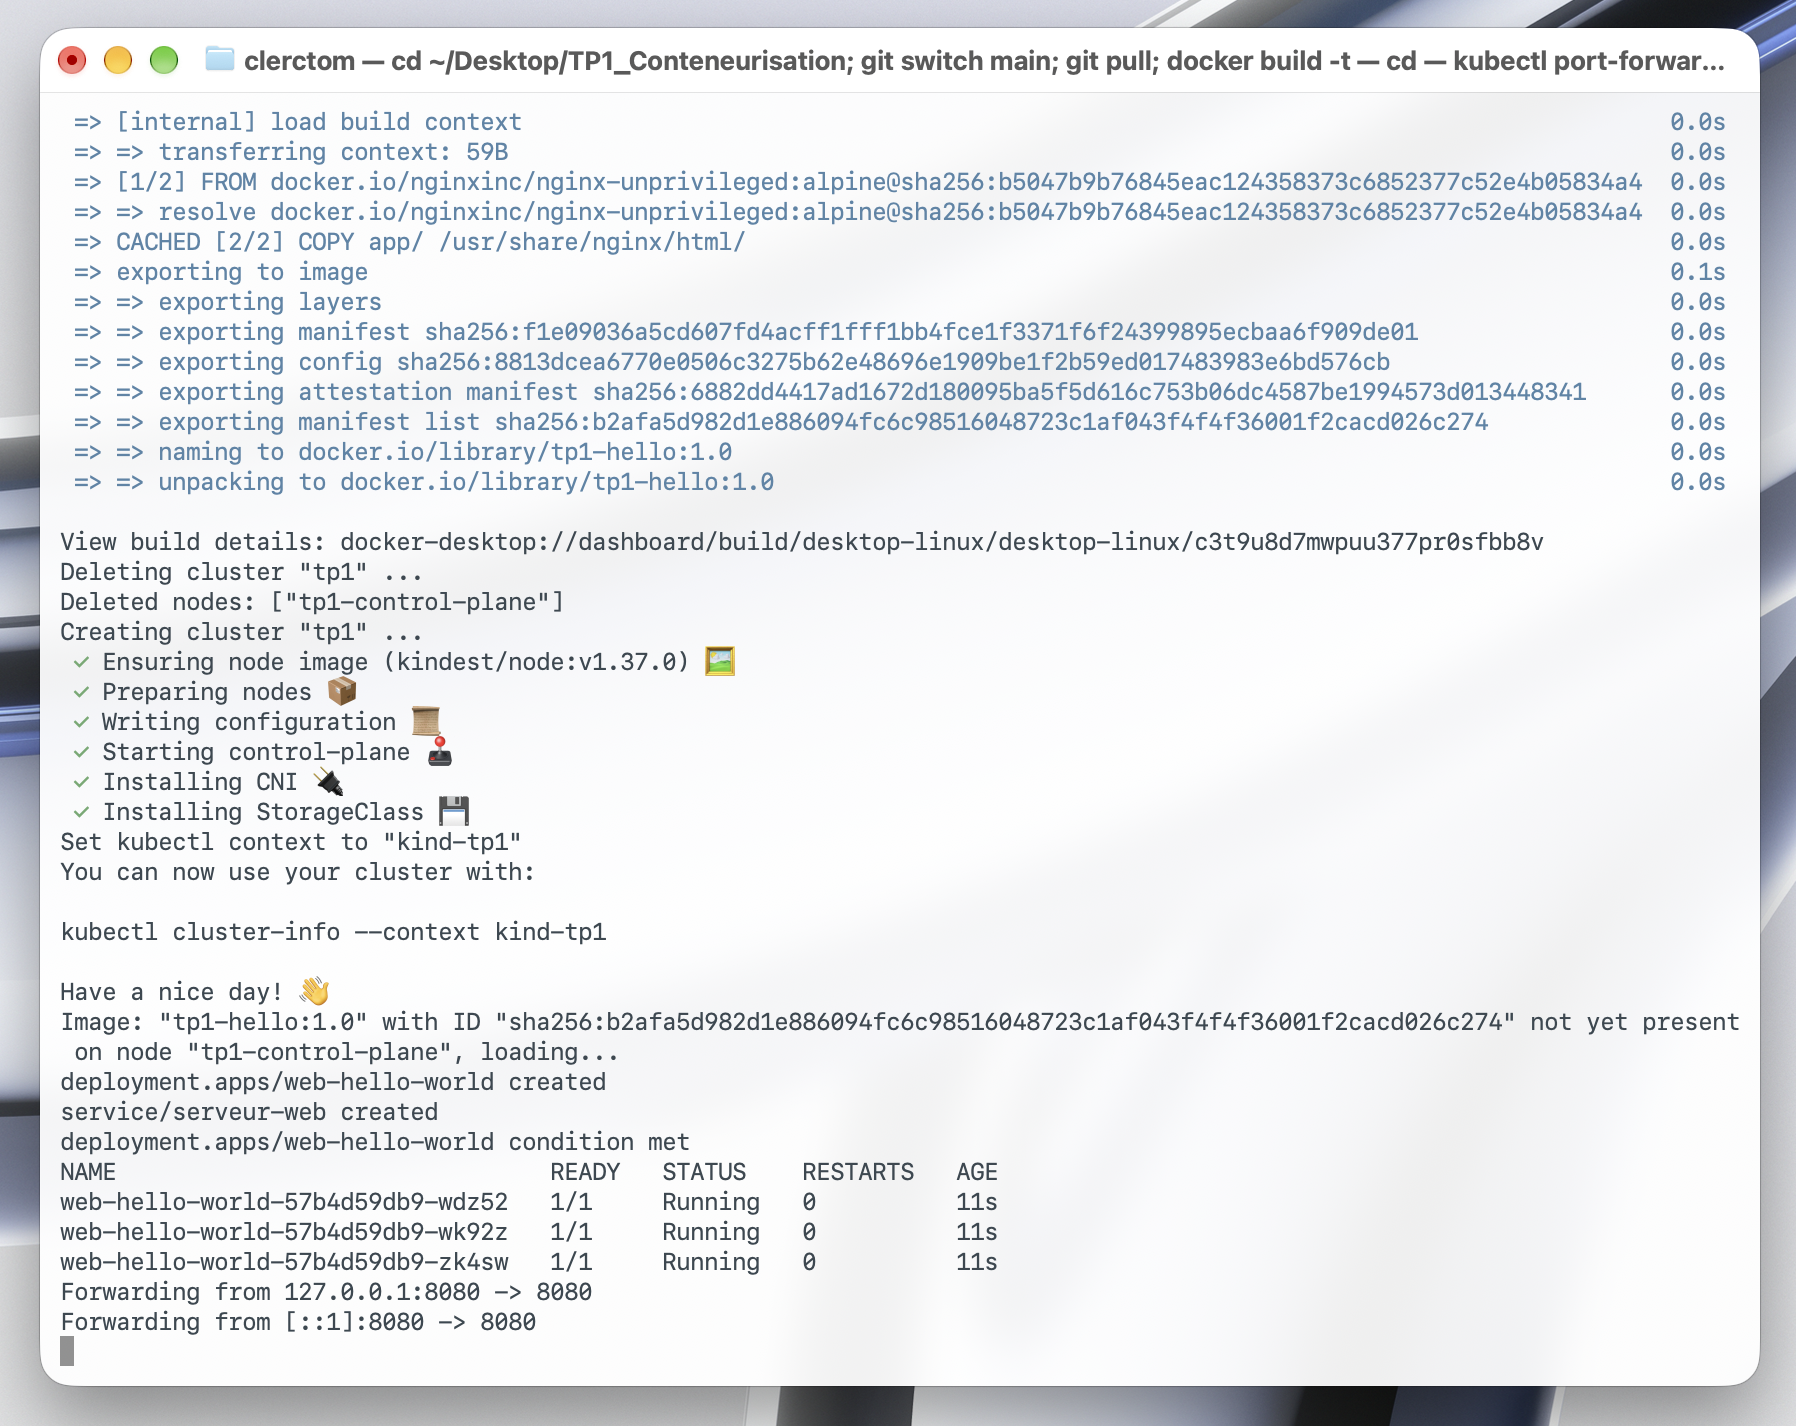 clerctom — cd ~/Desktop/TP1_Conteneurisation; git switch main; git pull; docker build -t — cd — kubectl port-forwar...
=> [internal] load build context 0.0s
=> => transferring context: 59B 0.0s
=> [1/2] FROM docker.io/nginxinc/nginx-unprivileged:alpine@sha256:b5047b9b76845eac124358373c6852377c52e4b05834a4 0.0s
=> => resolve docker.io/nginxinc/nginx-unprivileged:alpine@sha256:b5047b9b76845eac124358373c6852377c52e4b05834a4 0.0s
=> CACHED [2/2] COPY app/ /usr/share/nginx/html/ 0.0s
=> exporting to image 0.1s
=> => exporting layers 0.0s
=> => exporting manifest sha256:f1e09036a5cd607fd4acff1fff1bb4fce1f3371f6f24399895ecbaa6f909de01 0.0s
=> => exporting config sha256:8813dcea6770e0506c3275b62e48696e1909be1f2b59ed017483983e6bd576cb 0.0s
=> => exporting attestation manifest sha256:6882dd4417ad1672d180095ba5f5d616c753b06dc4587be1994573d013448341 0.0s
=> => exporting manifest list sha256:b2afa5d982d1e886094fc6c98516048723c1af043f4f4f36001f2cacd026c274 0.0s
=> => naming to docker.io/library/tp1-hello:1.0 0.0s
=> => unpacking to docker.io/library/tp1-hello:1.0 0.0s
View build details: docker-desktop://dashboard/build/desktop-linux/desktop-linux/c3t9u8d7mwpuu377pr0sfbb8v
Deleting cluster "tp1" ...
Deleted nodes: ["tp1-control-plane"]
Creating cluster "tp1" ...
✓ Ensuring node image (kindest/node:v1.37.0) 🖼
✓ Preparing nodes 📦
✓ Writing configuration 📜
✓ Starting control-plane 🕹
✓ Installing CNI 🔌
✓ Installing StorageClass 💾
Set kubectl context to "kind-tp1"
You can now use your cluster with:
kubectl cluster-info --context kind-tp1
Have a nice day! 👋
Image: "tp1-hello:1.0" with ID "sha256:b2afa5d982d1e886094fc6c98516048723c1af043f4f4f36001f2cacd026c274" not yet present
on node "tp1-control-plane", loading...
deployment.apps/web-hello-world created
service/serveur-web created
deployment.apps/web-hello-world condition met
NAME READY STATUS RESTARTS AGE
web-hello-world-57b4d59db9-wdz52 1/1 Running 0 11s
web-hello-world-57b4d59db9-wk92z 1/1 Running 0 11s
web-hello-world-57b4d59db9-zk4sw 1/1 Running 0 11s
Forwarding from 127.0.0.1:8080 -> 8080
Forwarding from [::1]:8080 -> 8080